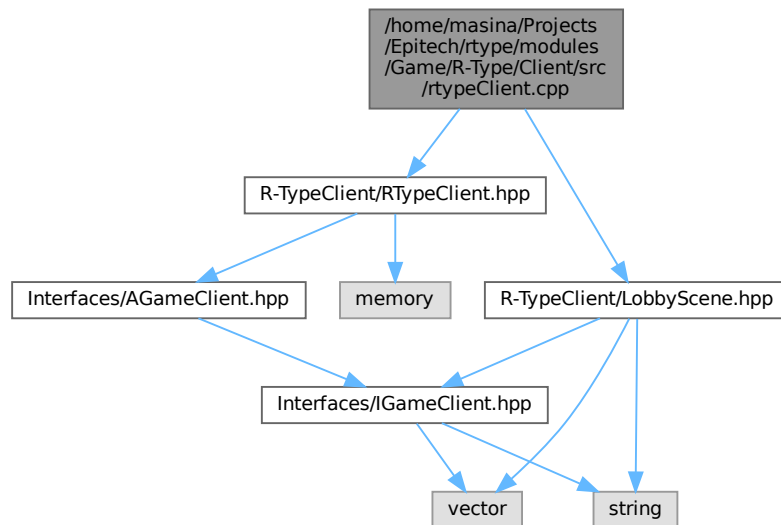 /home/masina/Projects
/Epitech/rtype/modules
/Game/R-Type/Client/src
/rtypeClient.cpp
R-TypeClient/RTypeClient.hpp
Interfaces/AGameClient.hpp
memory
R-TypeClient/LobbyScene.hpp
Interfaces/IGameClient.hpp
vector
string